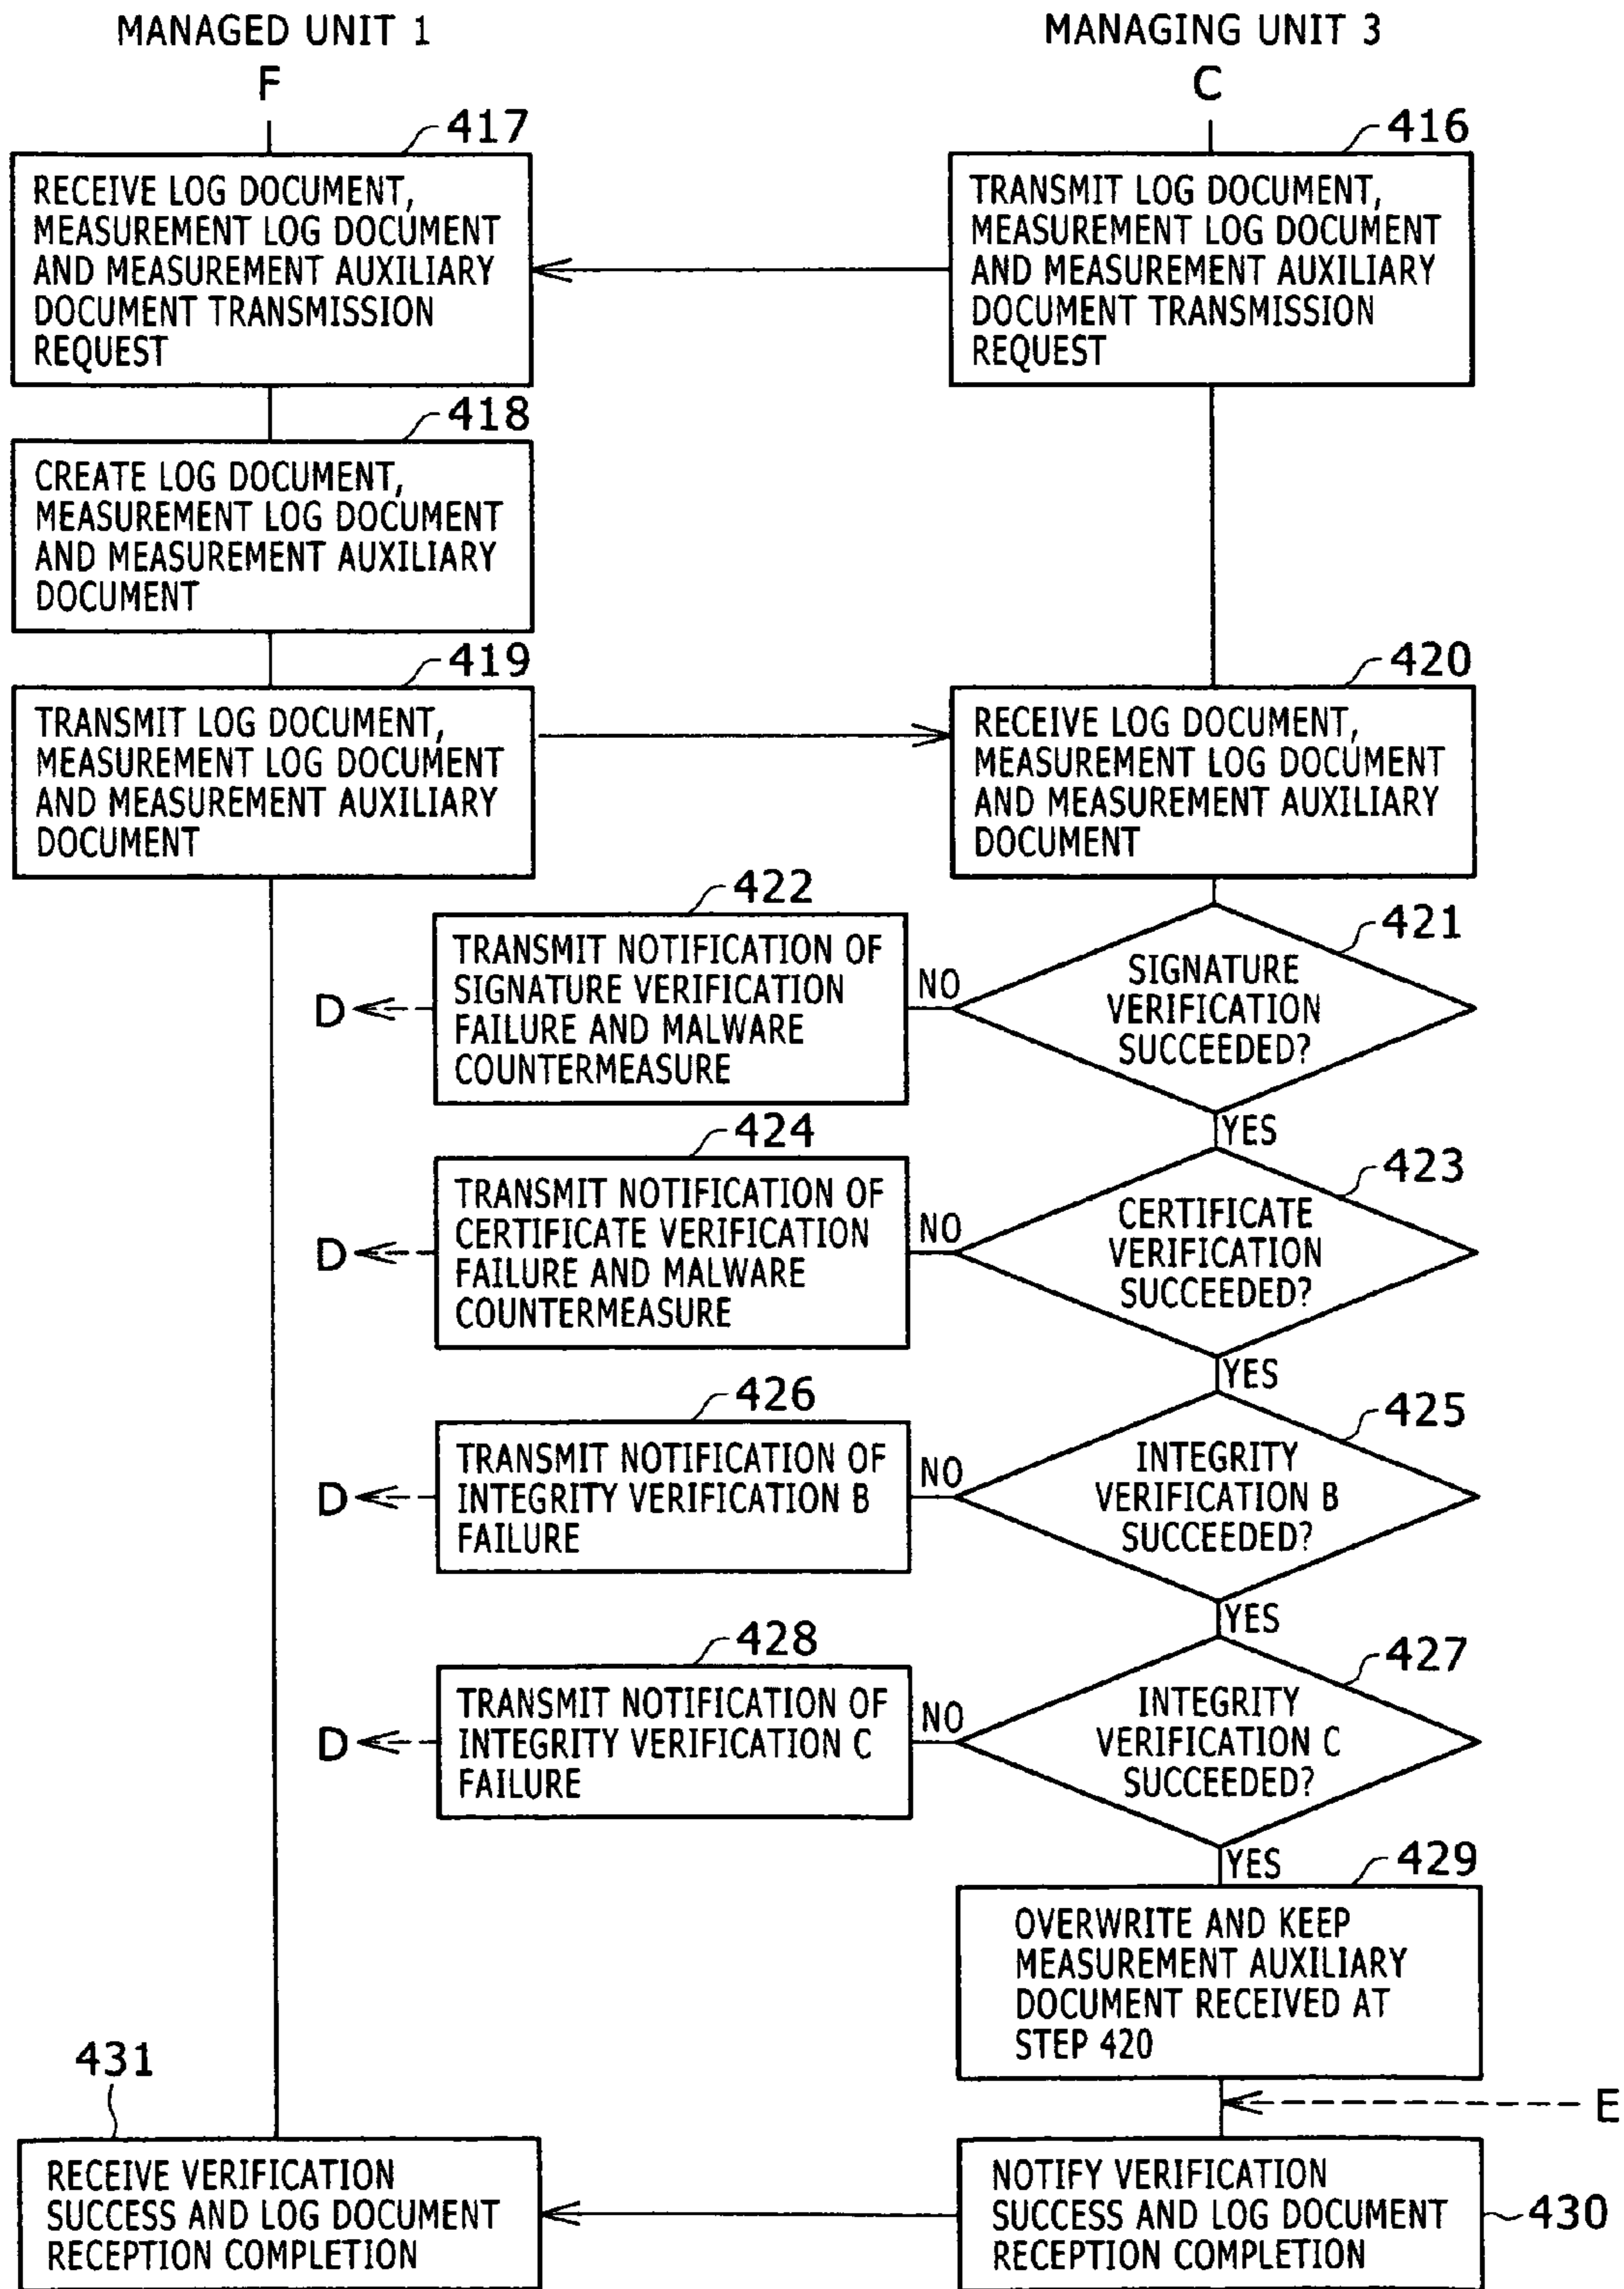 MANAGED UNIT 1
MANAGING UNIT 3
F
C
417
416
RECEIVE LOG DOCUMENT,
MEASUREMENT LOG DOCUMENT
AND MEASUREMENT AUXILIARY
DOCUMENT TRANSMISSION
REQUEST
TRANSMIT LOG DOCUMENT,
MEASUREMENT LOG DOCUMENT
AND MEASUREMENT AUXILIARY
DOCUMENT TRANSMISSION
REQUEST
418
CREATE LOG DOCUMENT,
MEASUREMENT LOG DOCUMENT
AND MEASUREMENT AUXILIARY
DOCUMENT
419
420
TRANSMIT LOG DOCUMENT,
MEASUREMENT LOG DOCUMENT
AND MEASUREMENT AUXILIARY
DOCUMENT
RECEIVE LOG DOCUMENT,
MEASUREMENT LOG DOCUMENT
AND MEASUREMENT AUXILIARY
DOCUMENT
422
421
D
TRANSMIT NOTIFICATION OF
SIGNATURE VERIFICATION
FAILURE AND MALWARE
COUNTERMEASURE
NO
SIGNATURE
VERIFICATION
SUCCEEDED?
YES
424
423
D
TRANSMIT NOTIFICATION OF
CERTIFICATE VERIFICATION
FAILURE AND MALWARE
COUNTERMEASURE
NO
CERTIFICATE
VERIFICATION
SUCCEEDED?
YES
426
425
D
TRANSMIT NOTIFICATION OF
INTEGRITY VERIFICATION B
FAILURE
NO
INTEGRITY
VERIFICATION B
SUCCEEDED?
YES
428
427
D
TRANSMIT NOTIFICATION OF
INTEGRITY VERIFICATION C
FAILURE
NO
INTEGRITY
VERIFICATION C
SUCCEEDED?
YES
429
OVERWRITE AND KEEP
MEASUREMENT AUXILIARY
DOCUMENT RECEIVED AT
STEP 420
431
E
RECEIVE VERIFICATION
SUCCESS AND LOG DOCUMENT
RECEPTION COMPLETION
NOTIFY VERIFICATION
SUCCESS AND LOG DOCUMENT
RECEPTION COMPLETION
430